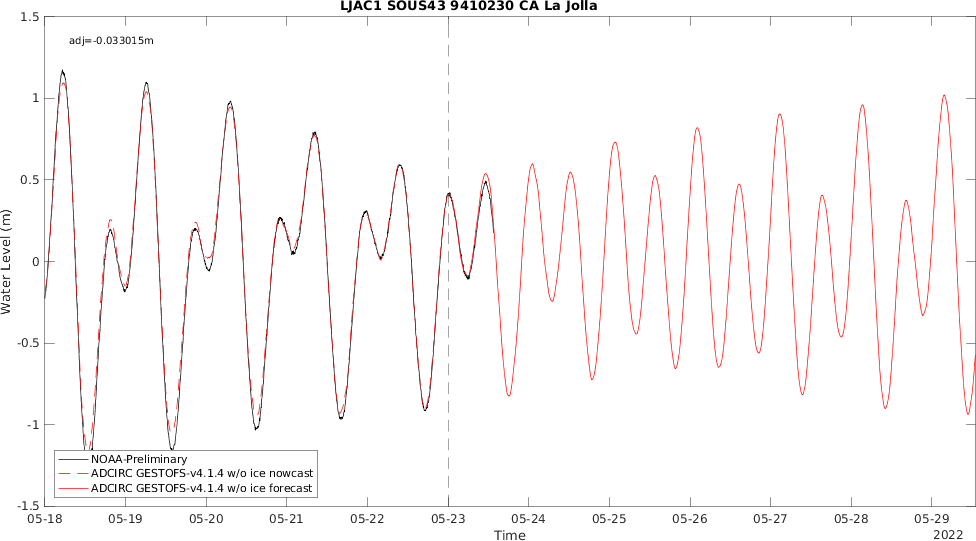 LJAC1 SOUS43 9410230 CA La Jolla
adj=-0.033015m
1.5
1
0.5
0
-0.5
-1
-1.5
Water Level (m)
NOAA-Preliminary
ADCIRC GESTOFS-v4.1.4 w/o ice nowcast
ADCIRC GESTOFS-v4.1.4 w/o ice forecast
05-18 05-19 05-20 05-21 05-22 05-23 05-24 05-25 05-26 05-27 05-28 05-29
Time
2022